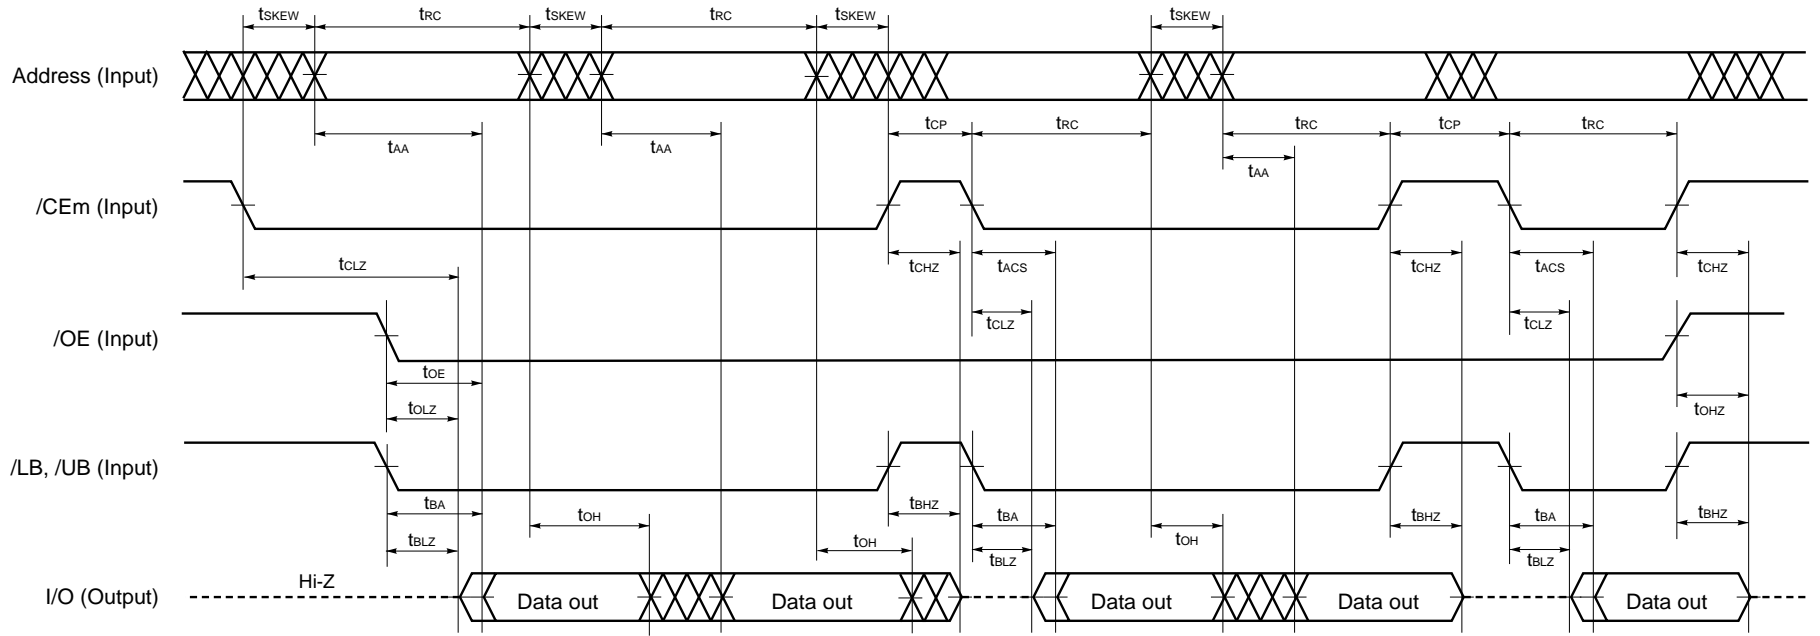 tSKEW tRC tSKEW tRC tSKEW tSKEW
Address (Input)
tCP tRC tRC tCP tRC
tAA tAA tAA
/CEm (Input)
tCLZ tCHZ tACS tCHZ tACS tCHZ
tCLZ tCLZ
/OE (Input)
tOE
tOLZ tOHZ
/LB, /UB (Input)
tBA tOH tBHZ tBA tBHZ tBA tBHZ
tBLZ tOH tBLZ tOH tBLZ
Hi-Z
I/O (Output) Data out Data out Data out Data out Data out